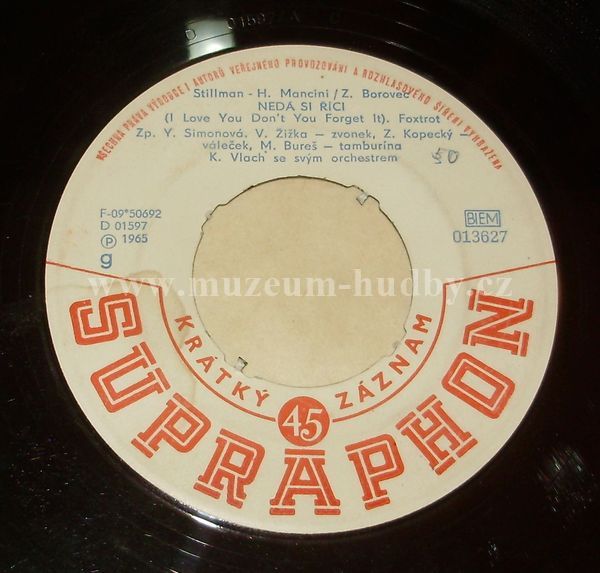 D 01597 A
VŠECHNA PRÁVA VÝROBCE I AUTORŮ VEŘEJNÉHO PROVOZOVÁNÍ A ROZHLASOVÉHO ŠÍŘENÍ VYHRAZENA
Stillman - H. Mancini / Z. Borovec
NEDÁ SI ŘÍCI
(I Love You Don't You Forget It). Foxtrot
Zp. Y. Simonová, V. Žižka — zvonek, Z. Kopecký —
váleček, M. Bureš — tamburína
K. Vlach se svým orchestrem
50
F-09*50692
D 01597
Ⓟ 1965
g
BIEM
013627
www.muzeum-hudby.cz
KRÁTKÝ 45 ZÁZNAM
SUPRAPHON